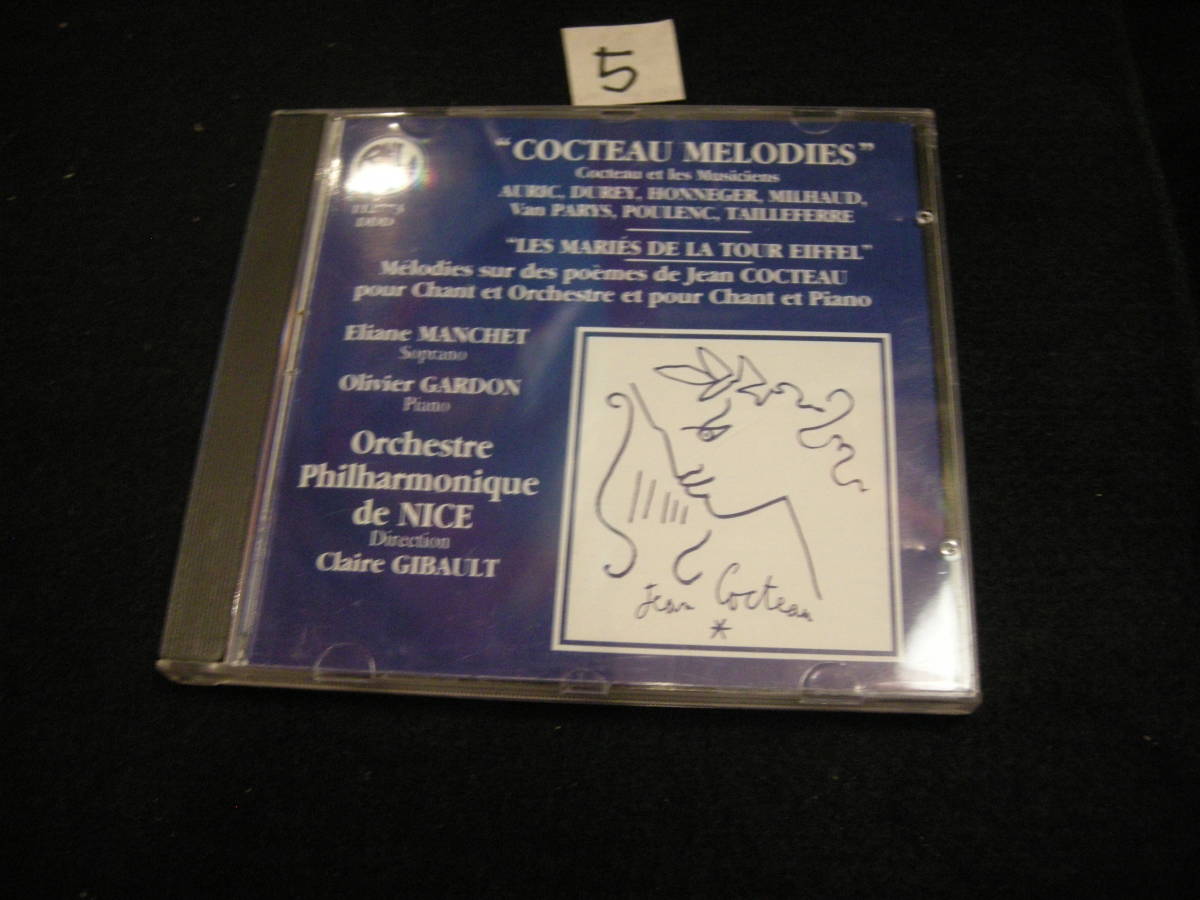 5
"COCTEAU MELODIES"
Cocteau et les Musiciens
AURIC, DUREY, HONNEGER, MILHAUD,
Van PARYS, POULENC, TAILLEFERRE
"LES MARIÉS DE LA TOUR EIFFEL"
Mélodies sur des poèmes de Jean COCTEAU
pour Chant et Orchestre et pour Chant et Piano
Eliane MANCHET
Soprano
Olivier GARDON
Piano
Orchestre
Philharmonique
de NICE
Direction
Claire GIBAULT
Jean Cocteau